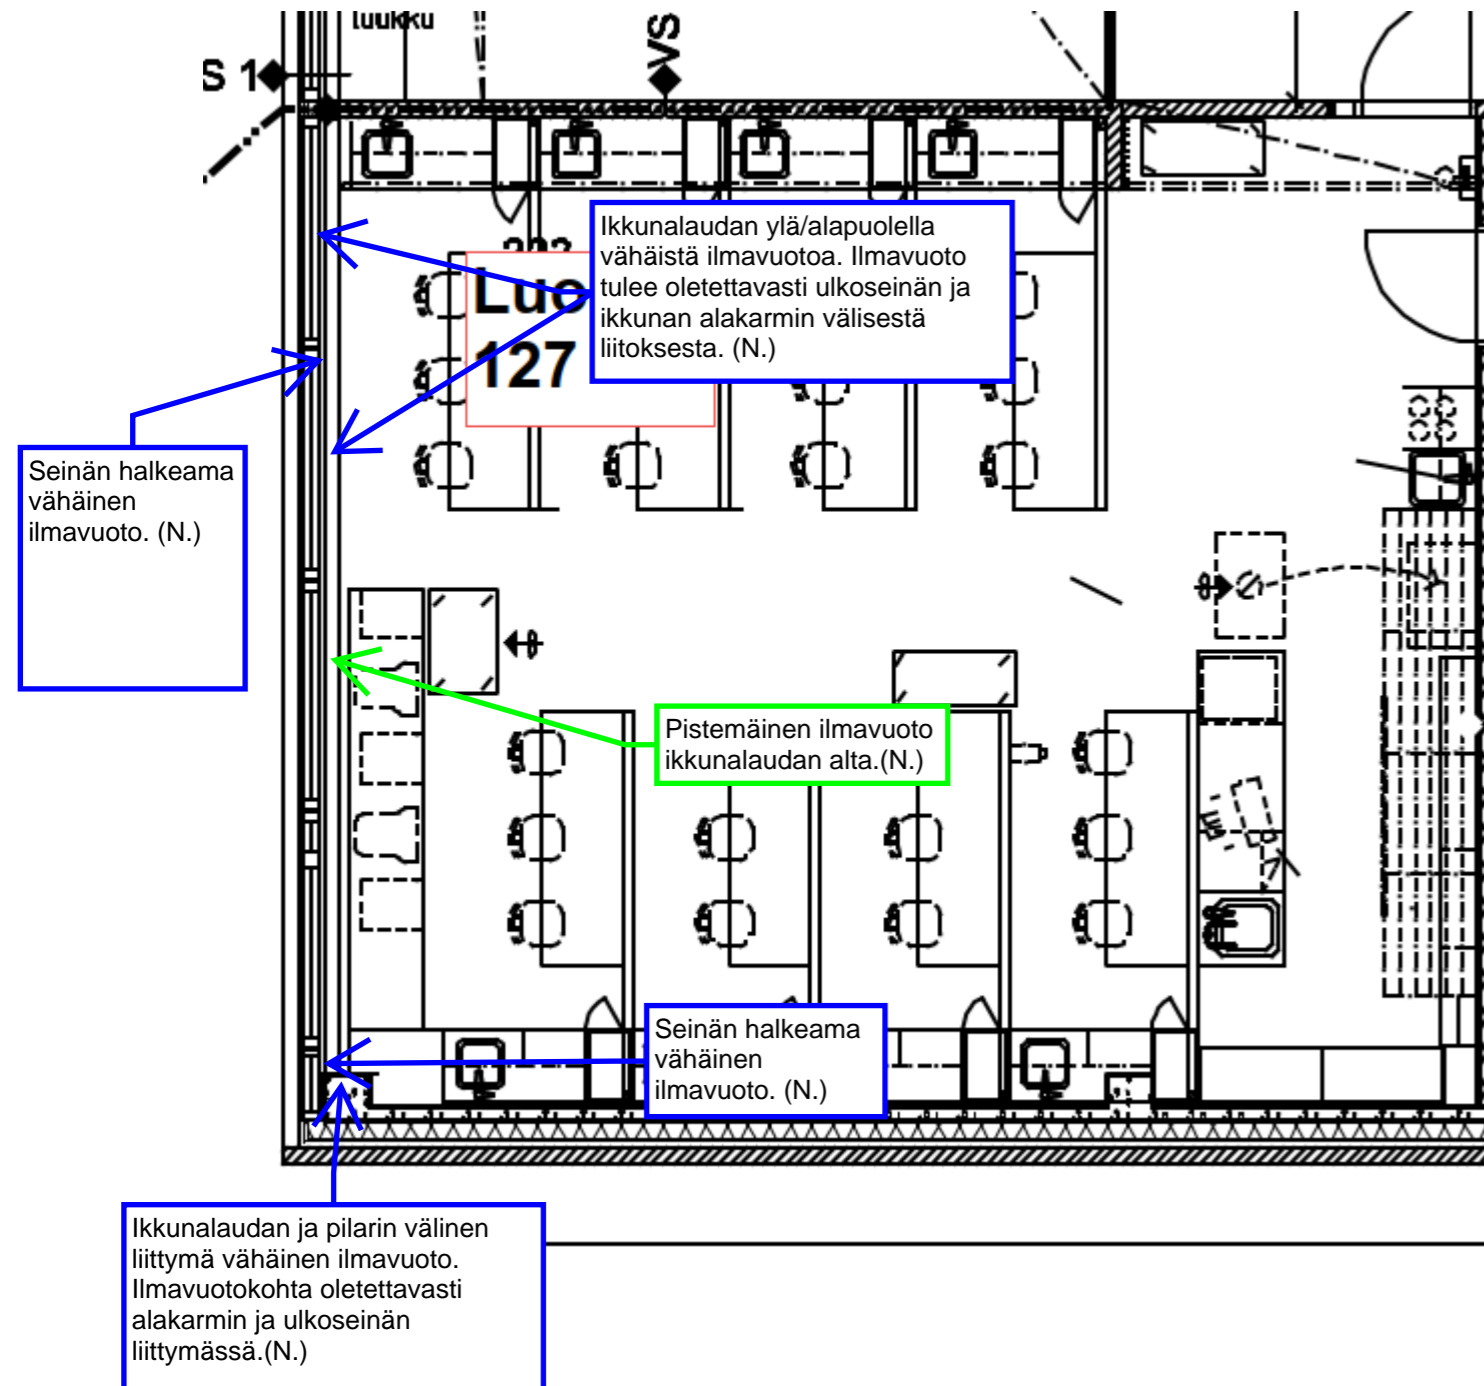 luukku
S 1
VS
Ikkunalaudan ylä/alapuolella
vähäistä ilmavuotoa. Ilmavuoto
tulee oletettavasti ulkoseinän ja
ikkunan alakarmin välisestä
liitoksesta. (N.)
Luo
127
Seinän halkeama
vähäinen
ilmavuoto. (N.)
Pistemäinen ilmavuoto
ikkunalaudan alta.(N.)
Seinän halkeama
vähäinen
ilmavuoto. (N.)
Ikkunalaudan ja pilarin välinen
liittymä vähäinen ilmavuoto.
Ilmavuotokohta oletettavasti
alakarmin ja ulkoseinän
liittymässä.(N.)